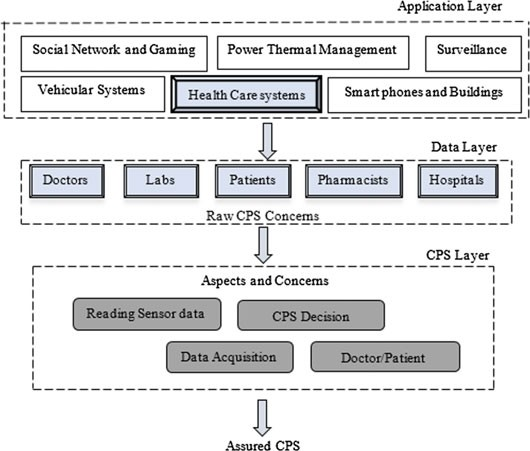 Application Layer
Social Network and Gaming
Power Thermal Management
Surveillance
Vehicular Systems
Health Care systems
Smart phones and Buildings
Data Layer
Doctors
Labs
Patients
Pharmacists
Hospitals
Raw CPS Concerns
CPS Layer
Aspects and Concerns
Reading Sensor data
CPS Decision
Data Acquisition
Doctor/Patient
Assured CPS